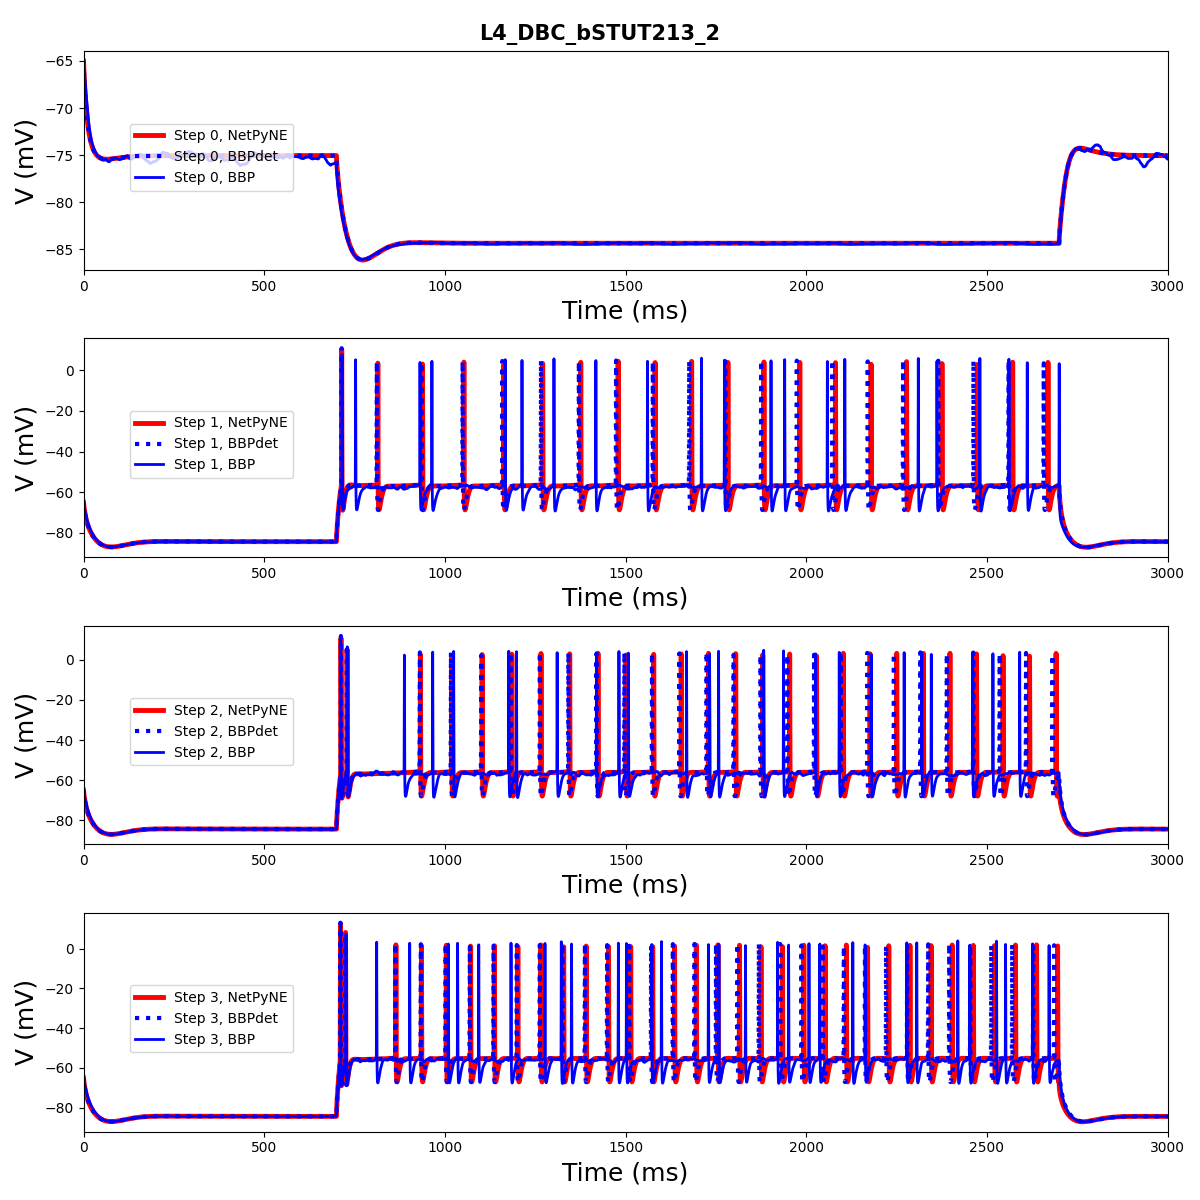 L4_DBC_bSTUT213_2
−65
−70
−75
−80
−85
V (mV)
Step 0, NetPyNE
Step 0, BBPdet
Step 0, BBP
0
500
1000
1500
2000
2500
3000
Time (ms)
0
−20
−40
−60
−80
V (mV)
Step 1, NetPyNE
Step 1, BBPdet
Step 1, BBP
0
500
1000
1500
2000
2500
3000
Time (ms)
0
−20
−40
−60
−80
V (mV)
Step 2, NetPyNE
Step 2, BBPdet
Step 2, BBP
0
500
1000
1500
2000
2500
3000
Time (ms)
0
−20
−40
−60
−80
V (mV)
Step 3, NetPyNE
Step 3, BBPdet
Step 3, BBP
0
500
1000
1500
2000
2500
3000
Time (ms)